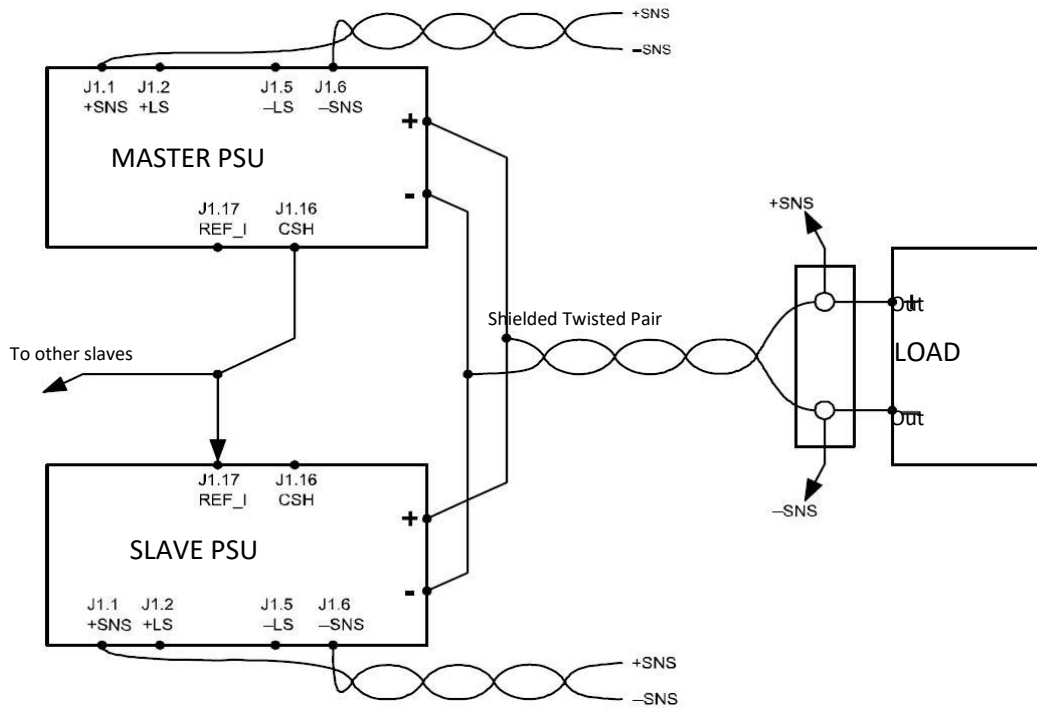 +SNS
–SNS
J1.1 J1.2 J1.5 J1.6
+SNS +LS –LS –SNS
+
MASTER PSU
-
J1.17 J1.16
REF_I CSH
+SNS
Shielded Twisted Pair
Out +
To other slaves
LOAD
Out –
J1.17 J1.16
REF_I CSH
–SNS
+
SLAVE PSU
-
J1.1 J1.2 J1.5 J1.6
+SNS +LS –LS –SNS
+SNS
–SNS